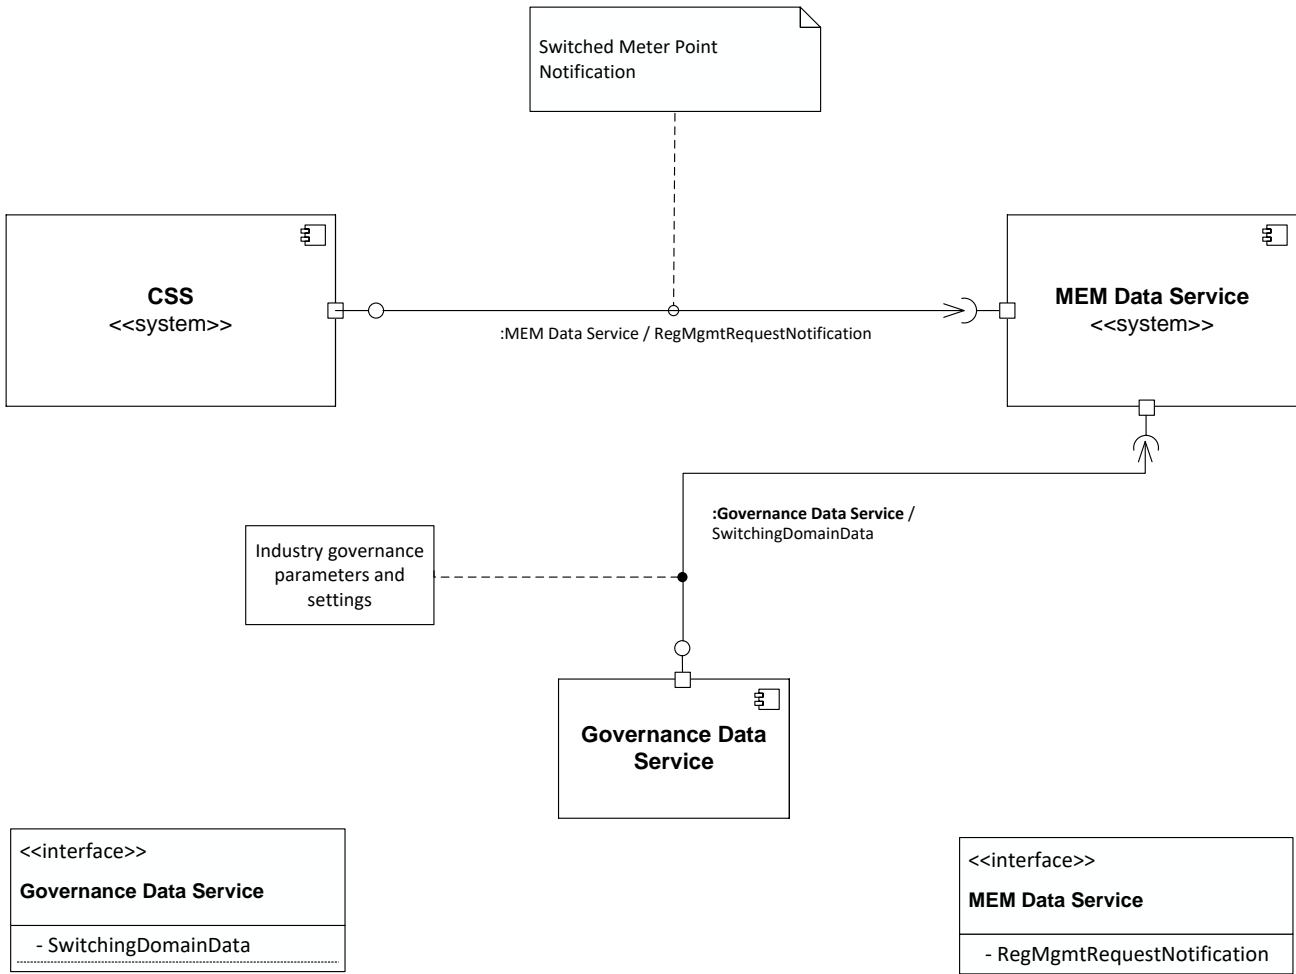 Switched Meter Point
Notification
CSS
<<system>>
MEM Data Service
<<system>>
:MEM Data Service / RegMgmtRequestNotification
:Governance Data Service /
SwitchingDomainData
Industry governance
parameters and
settings
Governance Data
Service
<<interface>>
Governance Data Service
- SwitchingDomainData
<<interface>>
MEM Data Service
- RegMgmtRequestNotification